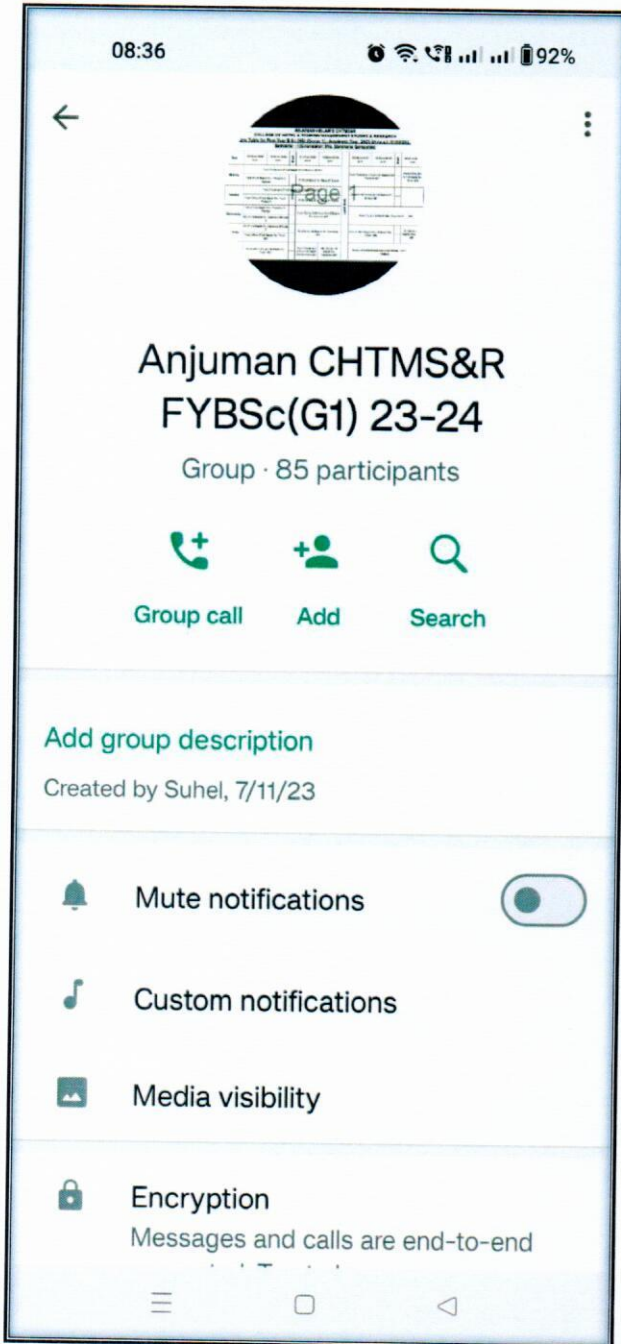 08:36
92%
Page 1
Anjuman CHTMS&R
FYBSc(G1) 23-24
Group · 85 participants
Group call Add Search
Add group description
Created by Suhel, 7/11/23
Mute notifications
Custom notifications
Media visibility
Encryption
Messages and calls are end-to-end